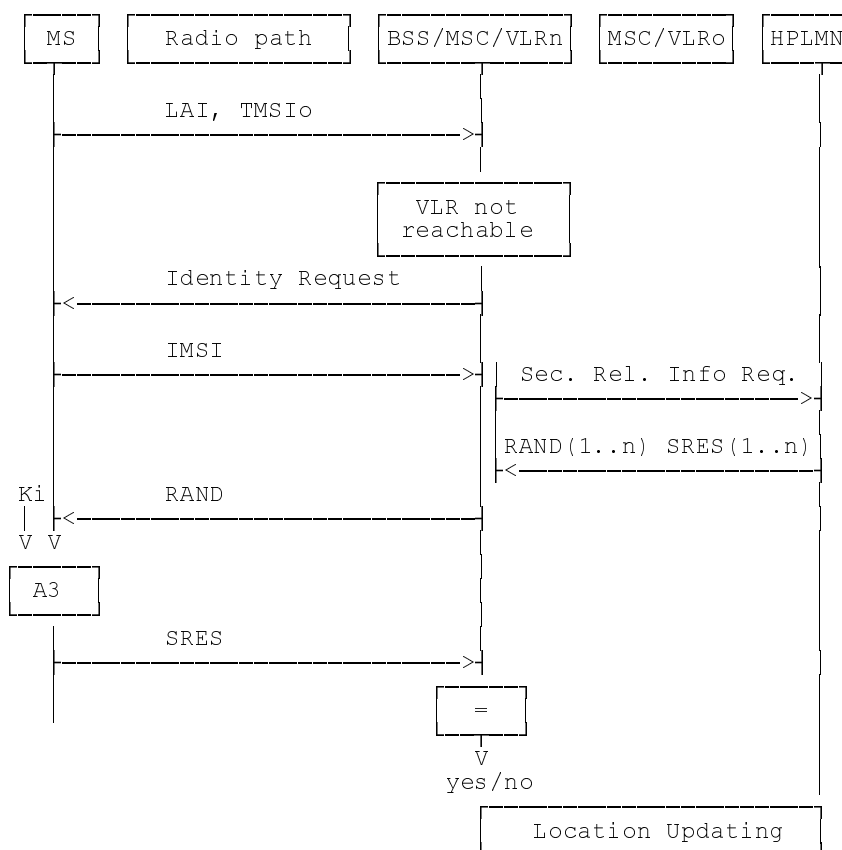 MS Radio path BSS/MSC/VLRn MSC/VLRo HPLMN
LAI, TMSIo
VLR not
reachable
Identity Request
IMSI
Sec. Rel. Info Req.
RAND(1..n) SRES(1..n)
Ki RAND
V V
A3
SRES
=
V
yes/no
Location Updating